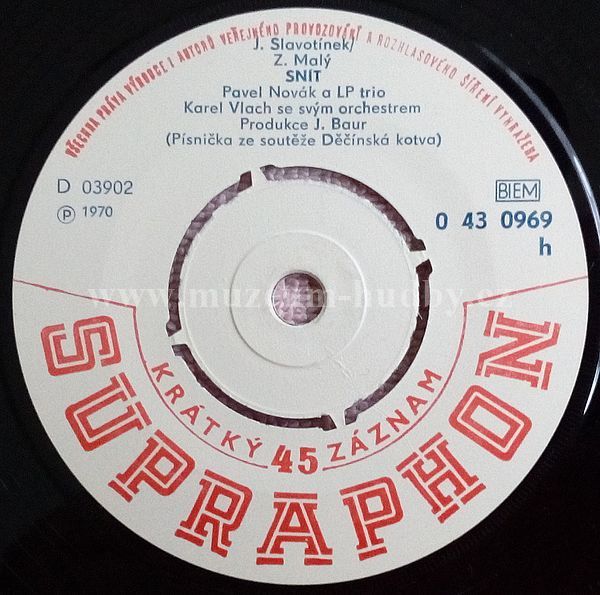 VŠECHNA PRÁVA VÝROBCE I AUTORŮ VEŘEJNÉHO PROVOZOVÁNÍ A ROZHLASOVÉHO ŠÍŘENÍ VYHRAŽENA
J. Slavotínek/
Z. Malý
SNÍT
Pavel Novák a LP trio
Karel Vlach se svým orchestrem
Produkce J. Baur
(Písnička ze soutěže Děčínská kotva)
D 03902
Ⓟ 1970
BIEM
0 43 0969
h
www.muzeum-hudby.cz
KRÁTKÝ 45 ZÁZNAM
SUPRAPHON